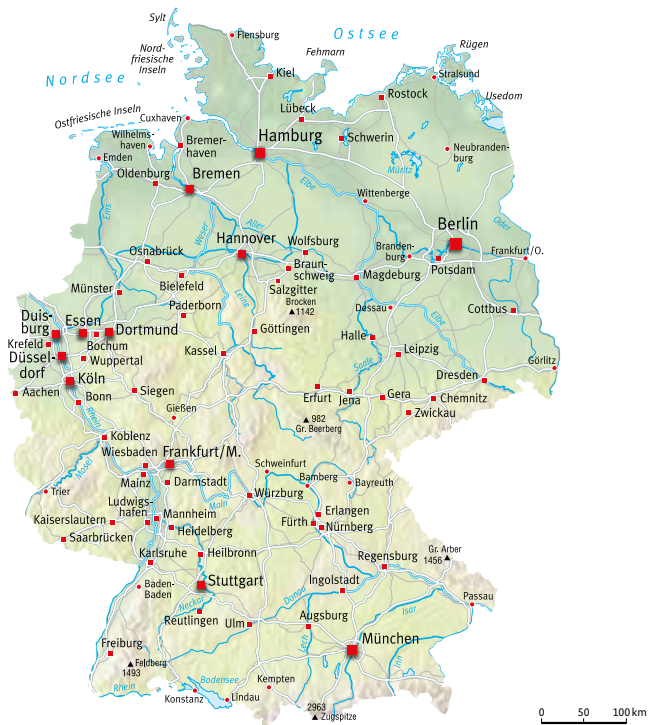 Sylt
Flensburg
Ostsee
Nord-
friesische
Inseln
Fehmarn
Rügen
Kiel
Stralsund
Nordsee
Rostock
Usedom
Lübeck
Ostfriesische Inseln
Cuxhaven
Wilhelms-
haven
Bremer-
haven
Hamburg
Schwerin
Neubranden-
burg
Emden
Müritz
Oldenburg
Bremen
Elbe
Wittenberge
Ems
Weser
Aller
Berlin
Oder
Hannover
Wolfsburg
Branden-
burg
Frankfurt/O.
Osnabrück
Braun-
schweig
Potsdam
Magdeburg
Bielefeld
Salzgitter
Münster
Leine
Brocken
1142
Paderborn
Dessau
Elbe
Cottbus
Duis-
burg
Essen
Dortmund
Göttingen
Halle
Krefeld
Bochum
Kassel
Leipzig
Düssel-
dorf
Wuppertal
Saale
Görlitz
Köln
Dresden
Aachen
Siegen
Erfurt
Jena
Gera
Chemnitz
Bonn
Rhein
Gießen
Zwickau
982
Gr. Beerberg
Koblenz
Wiesbaden
Frankfurt/M.
Mosel
Schweinfurt
Mainz
Darmstadt
Bamberg
Bayreuth
Trier
Würzburg
Main
Ludwigs-
hafen
Mannheim
Erlangen
Kaiserslautern
Heidelberg
Fürth
Nürnberg
Saarbrücken
Karlsruhe
Heilbronn
Gr. Arber
1456
Regensburg
Stuttgart
Ingolstadt
Baden-
Baden
Neckar
Donau
Passau
Reutlingen
Ulm
Augsburg
Isar
Freiburg
Lech
München
Feldberg
1493
Inn
Rhein
Bodensee
Kempten
Konstanz
Lindau
2963
Zugspitze
0 50 100 km